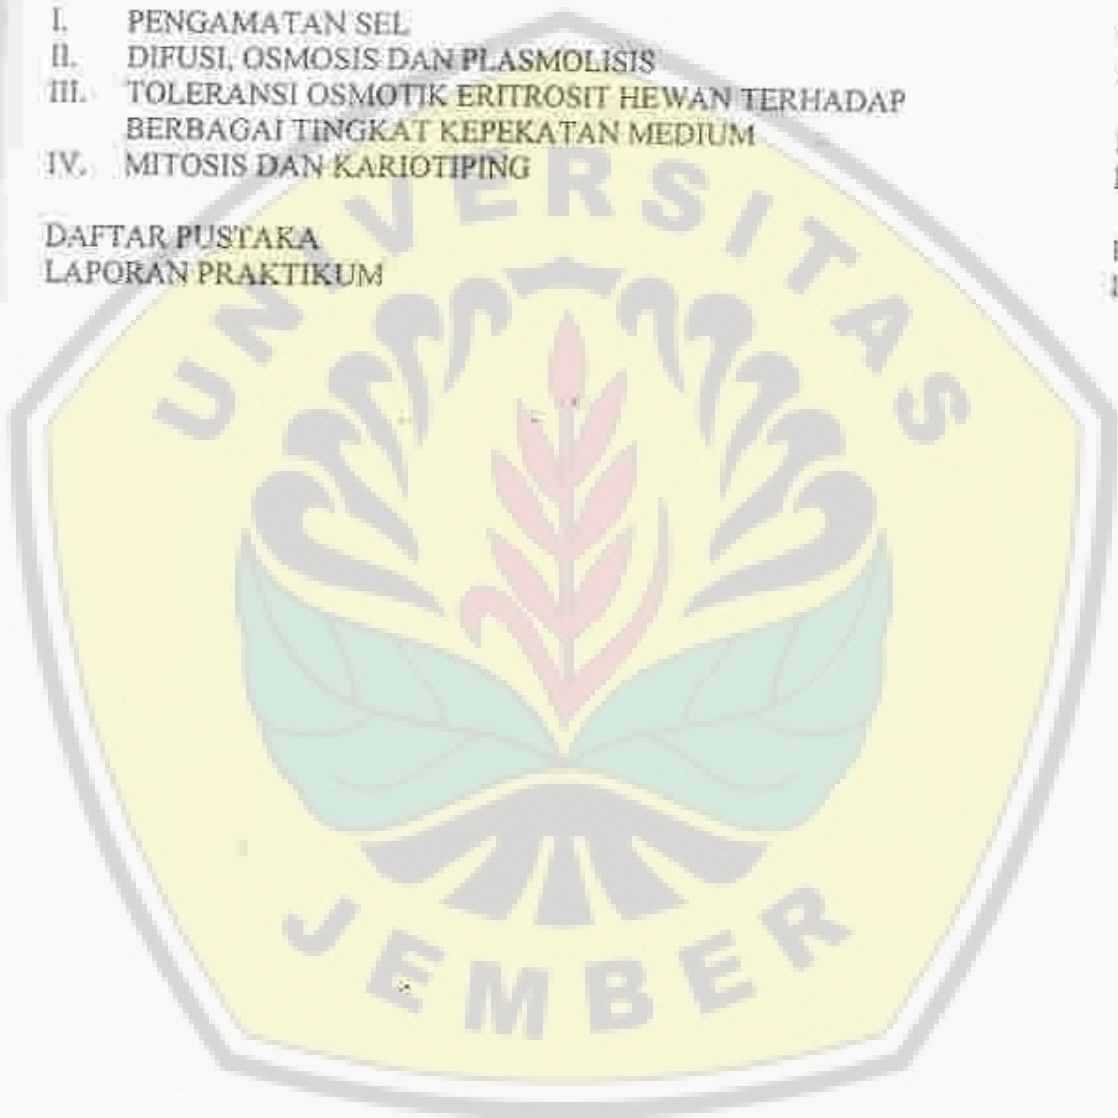 I. PENGAMATAN SEL
II. DIFUSI, OSMOSIS DAN PLASMOLISIS
III. TOLERANSI OSMOTIK ERITROSIT HEWAN TERHADAP
BERBAGAI TINGKAT KEPEKATAN MEDIUM
IV. MITOSIS DAN KARIOTIPING
DAFTAR PUSTAKA
LAPORAN PRAKTIKUM
UNIVERSITAS
JEMBER